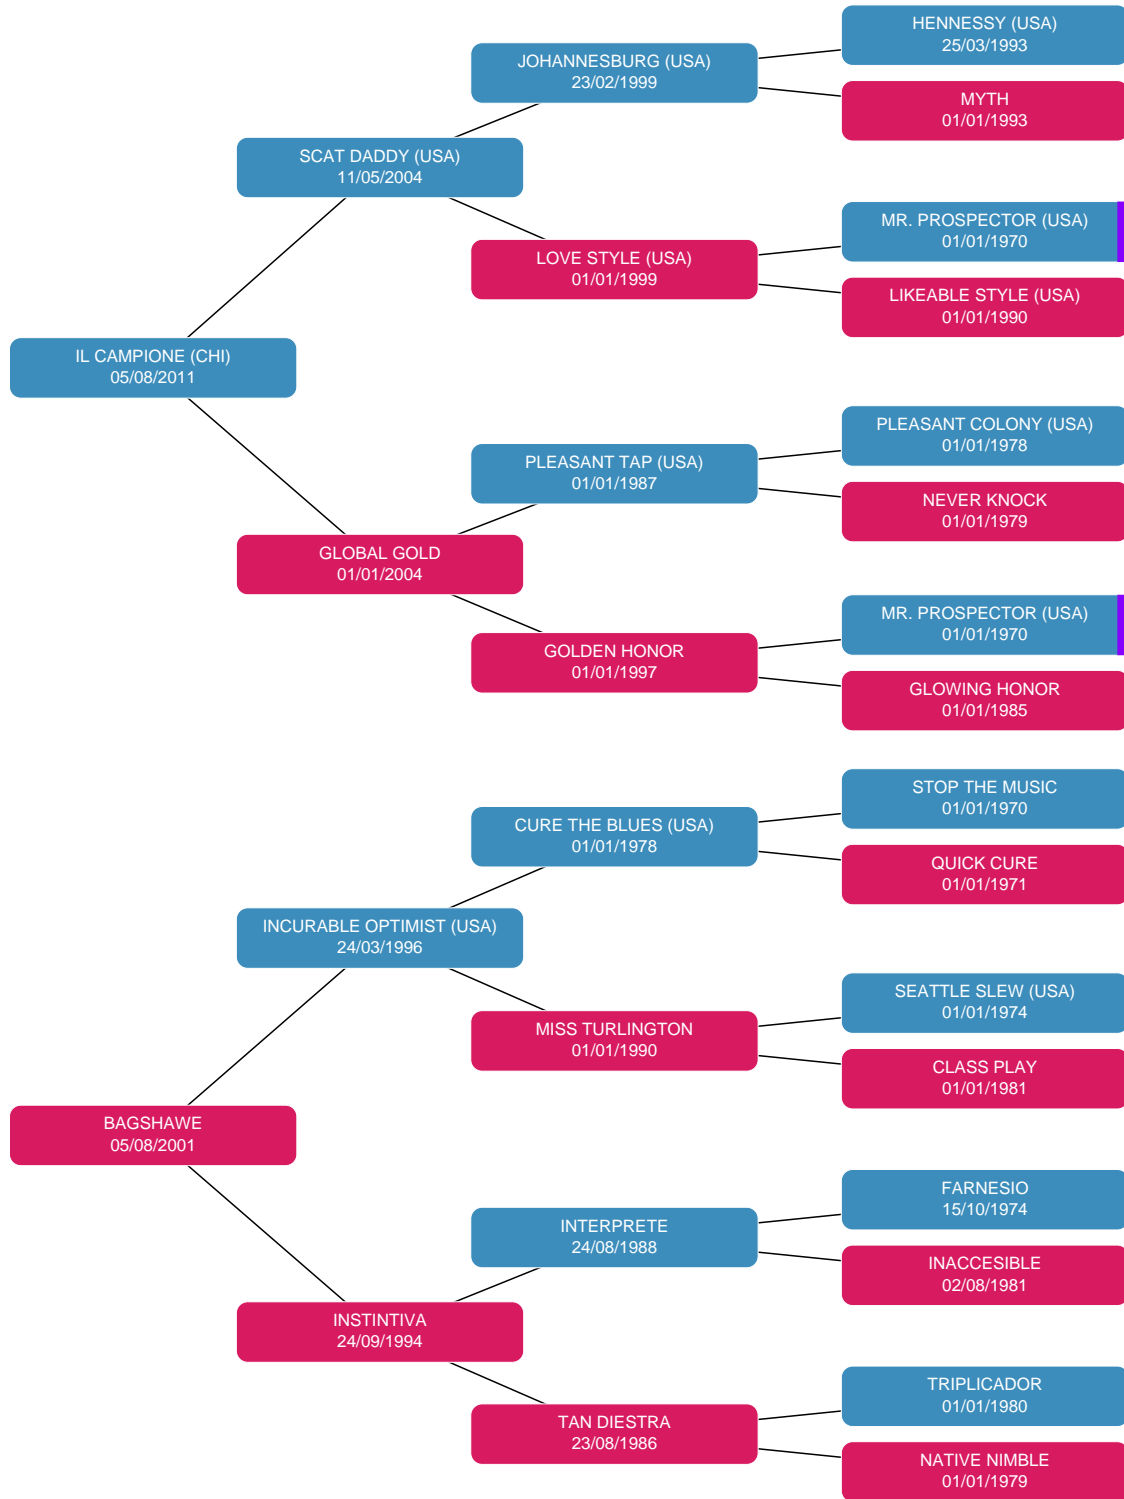 HENNESSY (USA)
25/03/1993
JOHANNESBURG (USA)
23/02/1999
MYTH
01/01/1993
SCAT DADDY (USA)
11/05/2004
MR. PROSPECTOR (USA)
01/01/1970
LOVE STYLE (USA)
01/01/1999
LIKEABLE STYLE (USA)
01/01/1990
IL CAMPIONE (CHI)
05/08/2011
PLEASANT COLONY (USA)
01/01/1978
PLEASANT TAP (USA)
01/01/1987
NEVER KNOCK
01/01/1979
GLOBAL GOLD
01/01/2004
MR. PROSPECTOR (USA)
01/01/1970
GOLDEN HONOR
01/01/1997
GLOWING HONOR
01/01/1985
STOP THE MUSIC
01/01/1970
CURE THE BLUES (USA)
01/01/1978
QUICK CURE
01/01/1971
INCURABLE OPTIMIST (USA)
24/03/1996
SEATTLE SLEW (USA)
01/01/1974
MISS TURLINGTON
01/01/1990
CLASS PLAY
01/01/1981
BAGSHAWE
05/08/2001
FARNESIO
15/10/1974
INTERPRETE
24/08/1988
INACCESIBLE
02/08/1981
INSTINTIVA
24/09/1994
TRIPLICADOR
01/01/1980
TAN DIESTRA
23/08/1986
NATIVE NIMBLE
01/01/1979